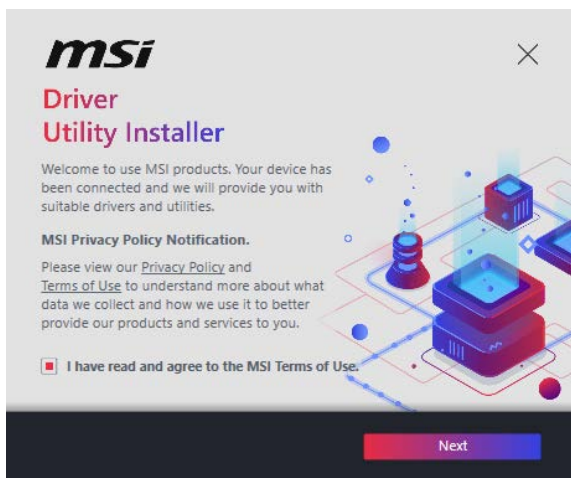 msi
Driver
Utility Installer
Welcome to use MSI products. Your device has
been connected and we will provide you with
suitable drivers and utilities.
MSI Privacy Policy Notification.
Please view our Privacy Policy and
Terms of Use to understand more about what
data we collect and how we use it to better
provide our products and services to you.
I have read and agree to the MSI Terms of Use.
Next